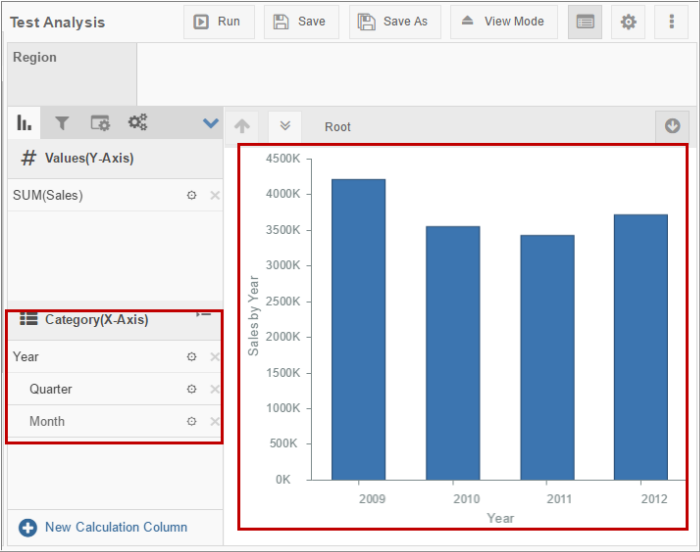 Test Analysis
Run
Save
Save As
View Mode
Region
Root
# Values(Y-Axis)
SUM(Sales)
Category(X-Axis)
Year
Quarter
Month
New Calculation Column
4500K
4000K
3500K
3000K
2500K
2000K
1500K
1000K
500K
0K
Sales by Year
2009 2010 2011 2012
Year